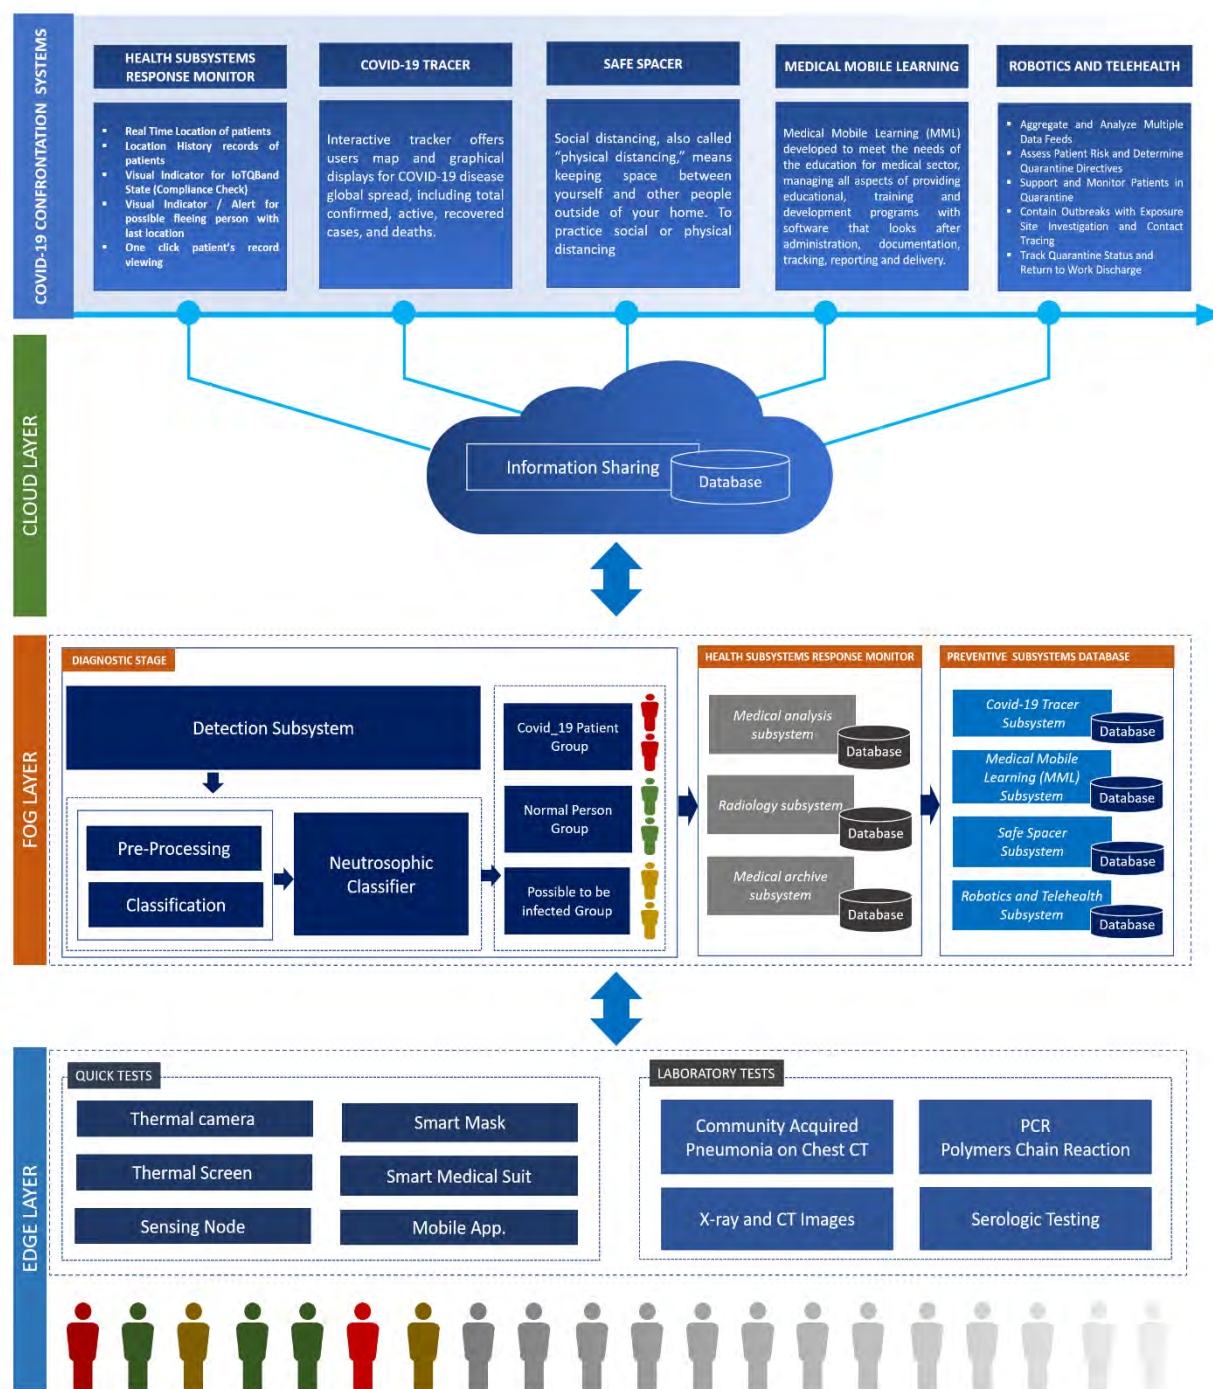 COVID-19 CONFRONTATION SYSTEMS
HEALTH SUBSYSTEMS
RESPONSE MONITOR
Real Time Location of patients
Location History records of
patients
Visual Indicator for IoTQBand
State (Compliance Check)
Visual Indicator / Alert for
possible fleeing person with
last location
One click patient's record
viewing
COVID-19 TRACER
Interactive tracker offers
users map and graphical
displays for COVID-19 disease
global spread, including total
confirmed, active, recovered
cases, and deaths.
SAFE SPACER
Social distancing, also called
“physical distancing,” means
keeping space between
yourself and other people
outside of your home. To
practice social or physical
distancing
MEDICAL MOBILE LEARNING
Medical Mobile Learning (MML)
developed to meet the needs of
the education for medical sector,
managing all aspects of providing
educational, training and
development programs with
software that looks after
administration, documentation,
tracking, reporting and delivery.
ROBOTICS AND TELEHEALTH
Aggregate and Analyze Multiple
Data Feeds
Assess Patient Risk and Determine
Quarantine Directives
Support and Monitor Patients in
Quarantine
Contain Outbreaks with Exposure
Site Investigation and Contact
Tracing
Track Quarantine Status and
Return to Work Discharge
CLOUD LAYER
Information Sharing
Database
FOG LAYER
DIAGNOSTIC STAGE
Detection Subsystem
Pre-Processing
Classification
Neutrosophic
Classifier
Covid_19 Patient
Group
Normal Person
Group
Possible to be
infected Group
HEALTH SUBSYSTEMS RESPONSE MONITOR
Medical analysis
subsystem
Database
Radiology subsystem
Database
Medical archive
subsystem
Database
PREVENTIVE SUBSYSTEMS DATABASE
Covid-19 Tracer
Subsystem
Database
Medical Mobile
Learning (MML)
Subsystem
Database
Safe Spacer
Subsystem
Database
Robotics and Telehealth
Subsystem
Database
EDGE LAYER
QUICK TESTS
Thermal camera
Smart Mask
Thermal Screen
Smart Medical Suit
Sensing Node
Mobile App.
LABORATORY TESTS
Community Acquired
Pneumonia on Chest CT
PCR
Polymers Chain Reaction
X-ray and CT Images
Serologic Testing